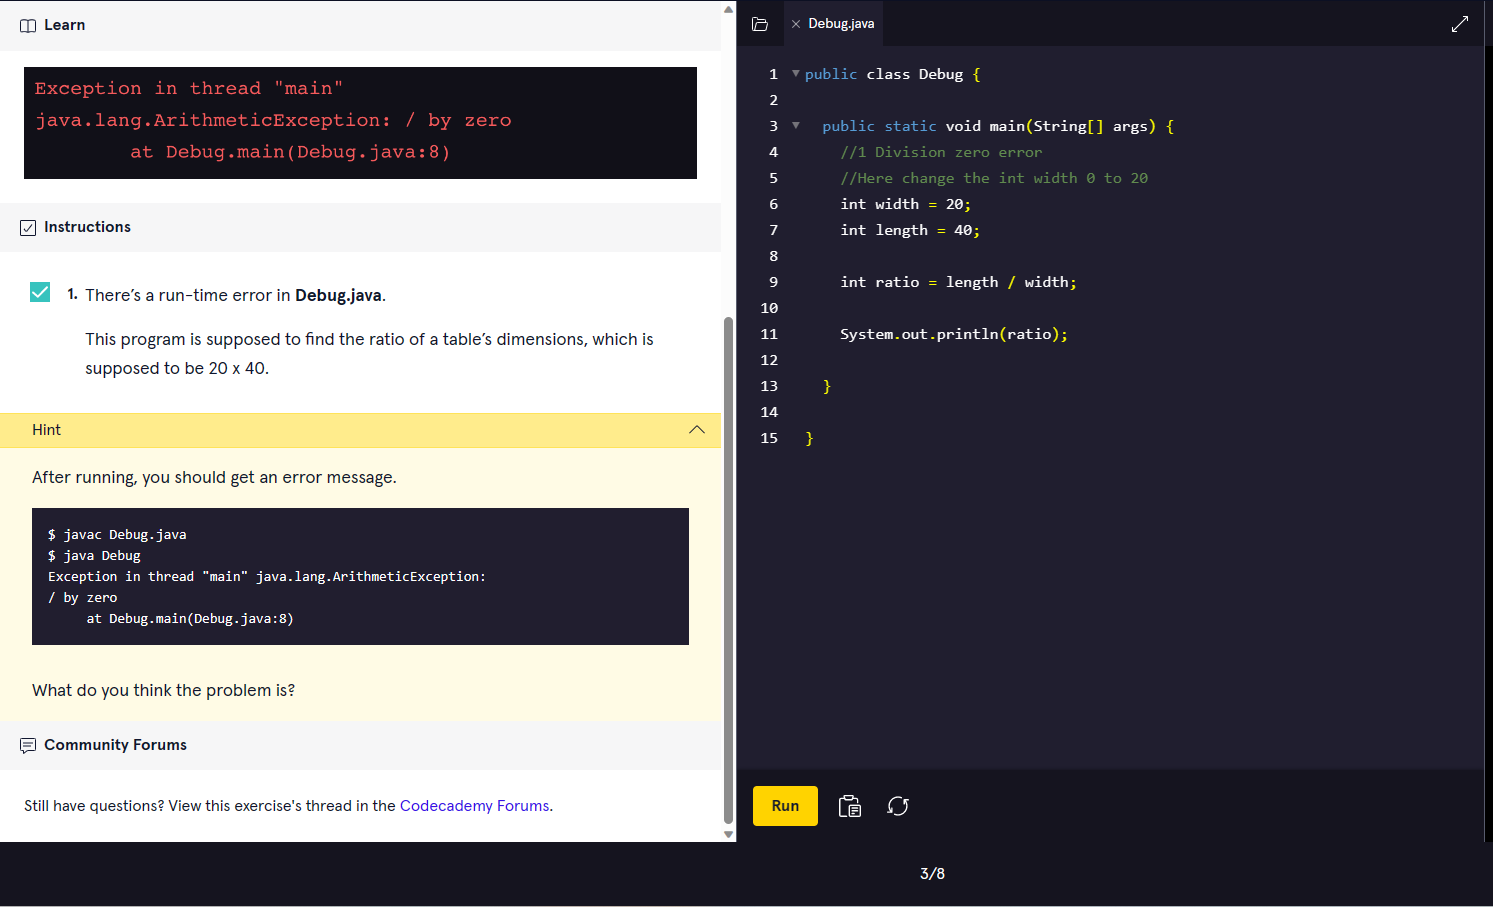 Learn
Exception in thread "main"
java.lang.ArithmeticException: / by zero
at Debug.main(Debug.java:8)
Instructions
1. There’s a run-time error in Debug.java.
This program is supposed to find the ratio of a table’s dimensions, which is
supposed to be 20 x 40.
Hint
After running, you should get an error message.
$ javac Debug.java
$ java Debug
Exception in thread "main" java.lang.ArithmeticException:
/ by zero
at Debug.main(Debug.java:8)
What do you think the problem is?
Community Forums
Still have questions? View this exercise's thread in the Codecademy Forums.
Debug.java
1 public class Debug {
2
3 public static void main(String[] args) {
4 //1 Division zero error
5 //Here change the int width 0 to 20
6 int width = 20;
7 int length = 40;
8
9 int ratio = length / width;
10
11 System.out.println(ratio);
12
13 }
14
15 }
Run
3/8